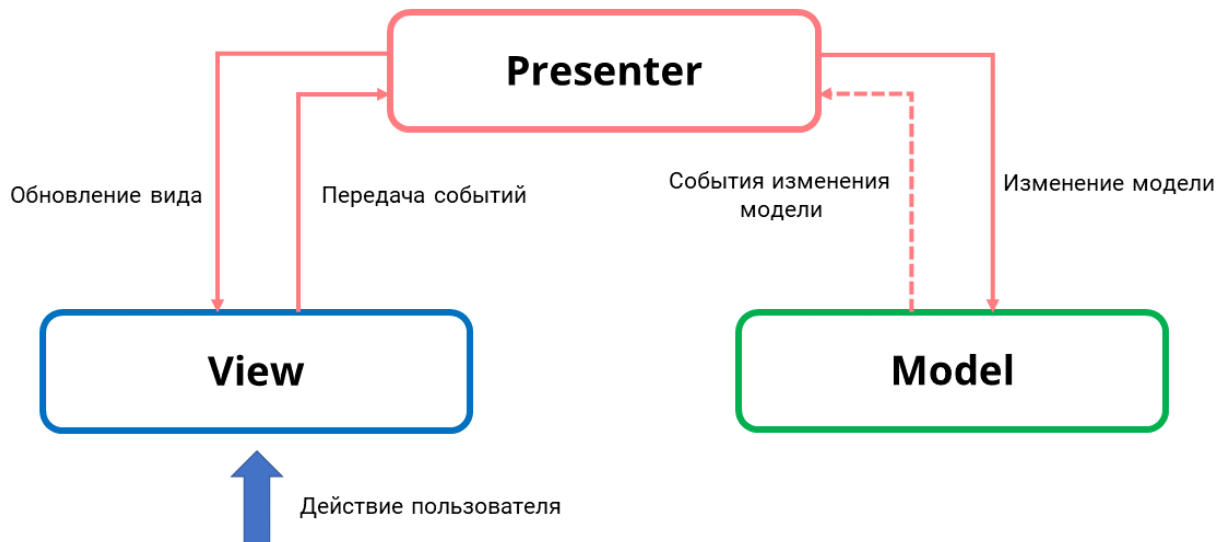 Presenter
Обновление вида
Передача событий
События изменения
модели
Изменение модели
View
Model
Действие пользователя